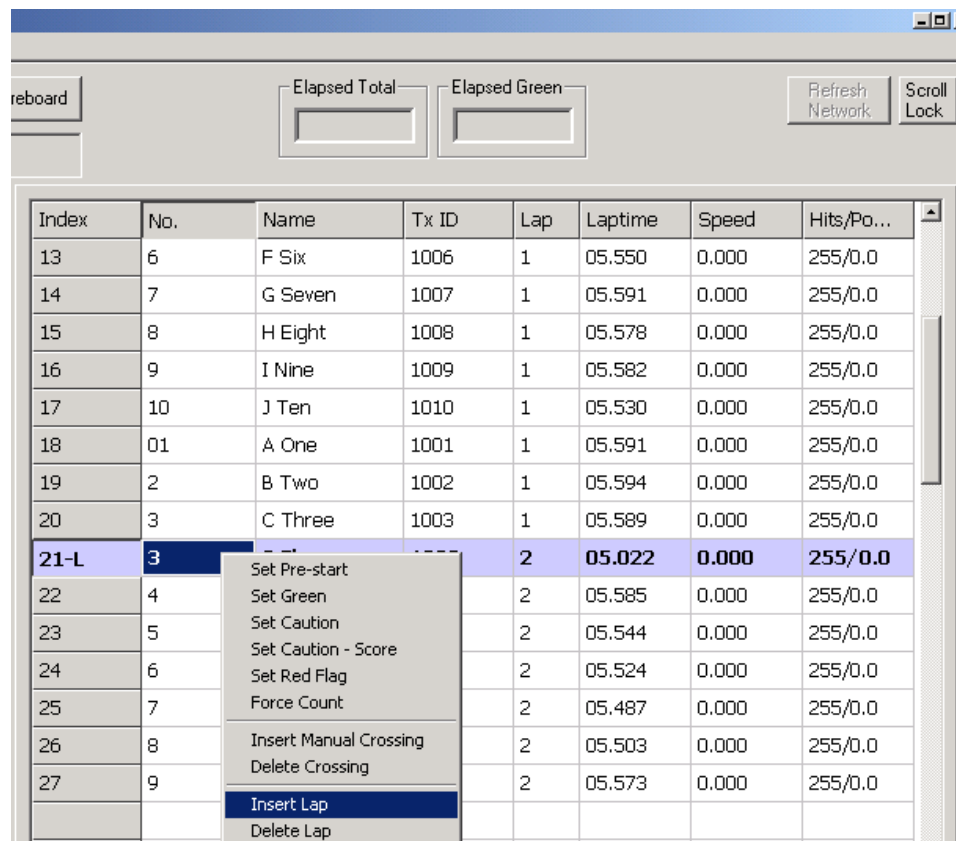 Elapsed Total Elapsed Green Refresh Scroll
reboard Network Lock
Index No. Name Tx ID Lap Laptime Speed Hits/Po...
13 6 F Six 1006 1 05.550 0.000 255/0.0
14 7 G Seven 1007 1 05.591 0.000 255/0.0
15 8 H Eight 1008 1 05.578 0.000 255/0.0
16 9 I Nine 1009 1 05.582 0.000 255/0.0
17 10 J Ten 1010 1 05.530 0.000 255/0.0
18 01 A One 1001 1 05.591 0.000 255/0.0
19 2 B Two 1002 1 05.594 0.000 255/0.0
20 3 C Three 1003 1 05.589 0.000 255/0.0
21-L 3 2 05.022 0.000 255/0.0
Set Pre-start
22 4 Set Green 2 05.585 0.000 255/0.0
Set Caution
23 5 2 05.544 0.000 255/0.0
Set Caution - Score
24 6 Set Red Flag 2 05.524 0.000 255/0.0
25 7 Force Count 2 05.487 0.000 255/0.0
26 8 Insert Manual Crossing 2 05.503 0.000 255/0.0
Delete Crossing
27 9 2 05.573 0.000 255/0.0
Insert Lap
Delete Lap